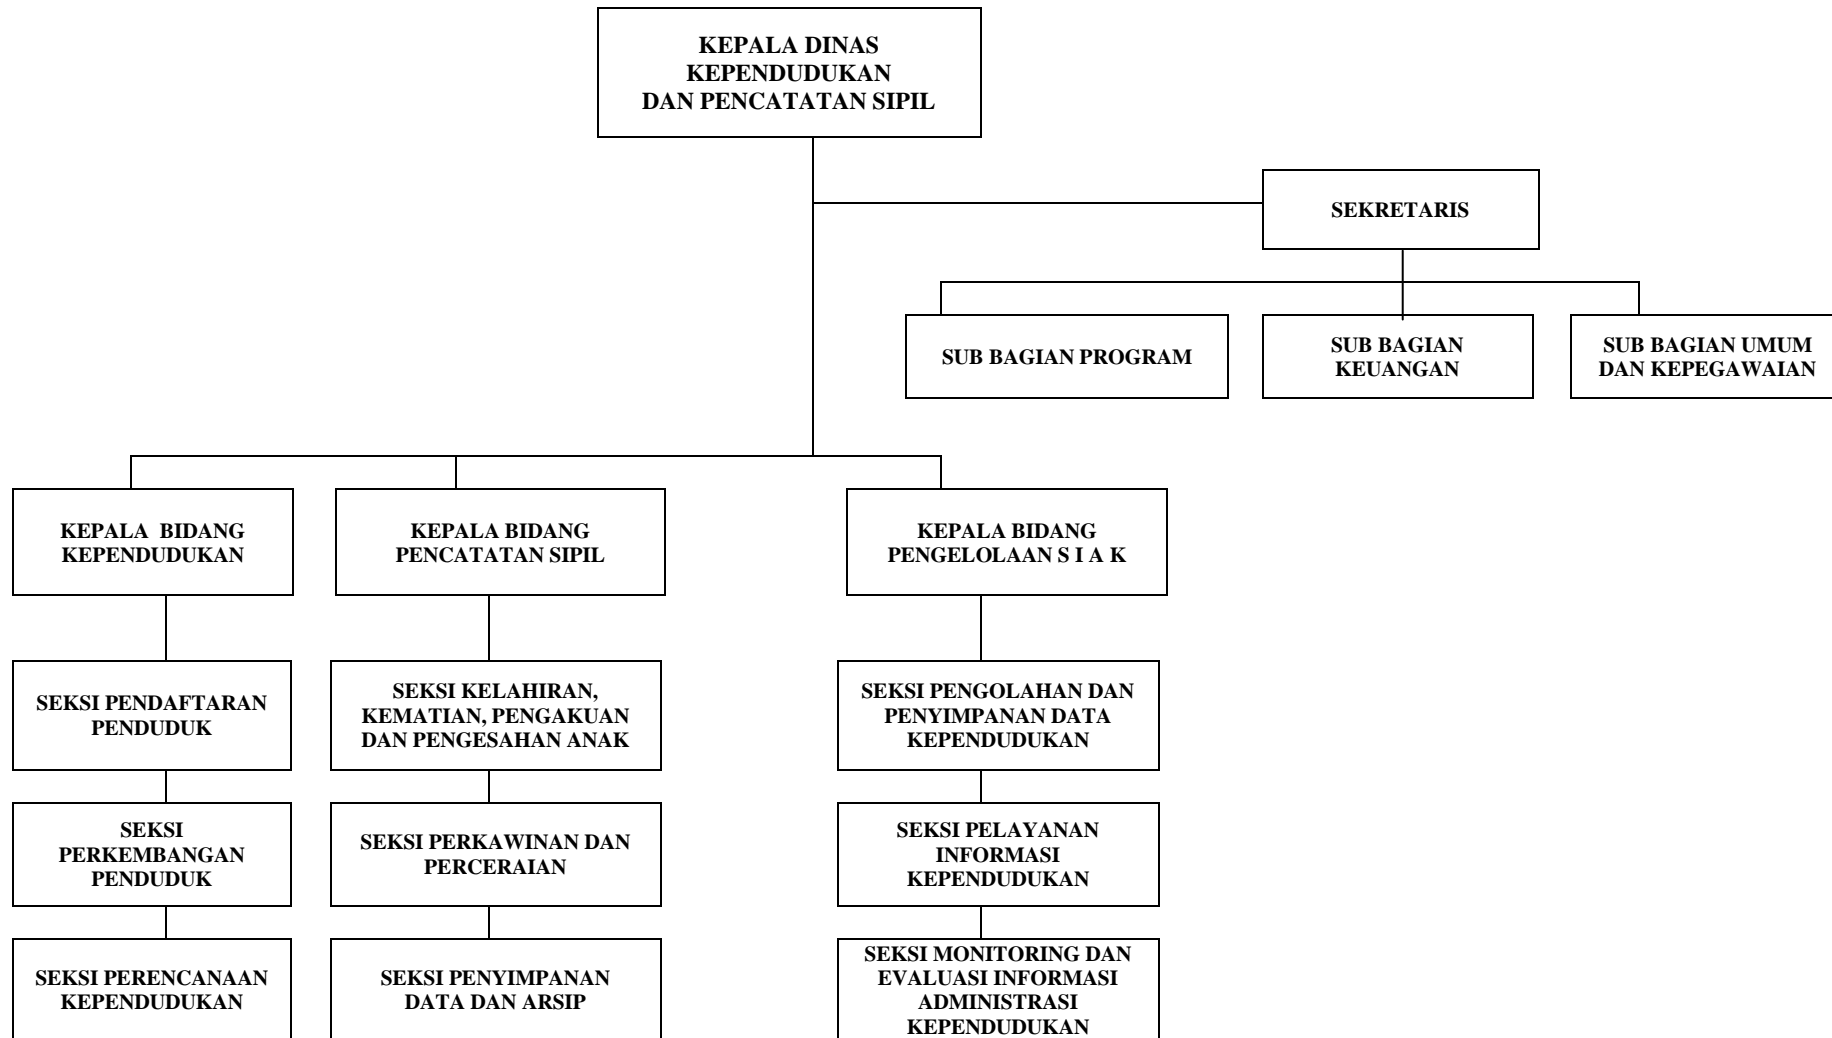 KEPALA DINAS
KEPENDUDUKAN
DAN PENCATATAN SIPIL
SEKRETARIS
SUB BAGIAN PROGRAM
SUB BAGIAN
KEUANGAN
SUB BAGIAN UMUM
DAN KEPEGAWAIAN
KEPALA  BIDANG
KEPENDUDUKAN
KEPALA BIDANG
PENCATATAN SIPIL
KEPALA BIDANG
PENGELOLAAN S I A K
SEKSI PENDAFTARAN
PENDUDUK
SEKSI KELAHIRAN,
KEMATIAN, PENGAKUAN
DAN PENGESAHAN ANAK
SEKSI PENGOLAHAN DAN
PENYIMPANAN DATA
KEPENDUDUKAN
SEKSI
PERKEMBANGAN
PENDUDUK
SEKSI PERKAWINAN DAN
PERCERAIAN
SEKSI PELAYANAN
INFORMASI
KEPENDUDUKAN
SEKSI PERENCANAAN
KEPENDUDUKAN
SEKSI PENYIMPANAN
DATA DAN ARSIP
SEKSI MONITORING DAN
EVALUASI INFORMASI
ADMINISTRASI
KEPENDUDUKAN